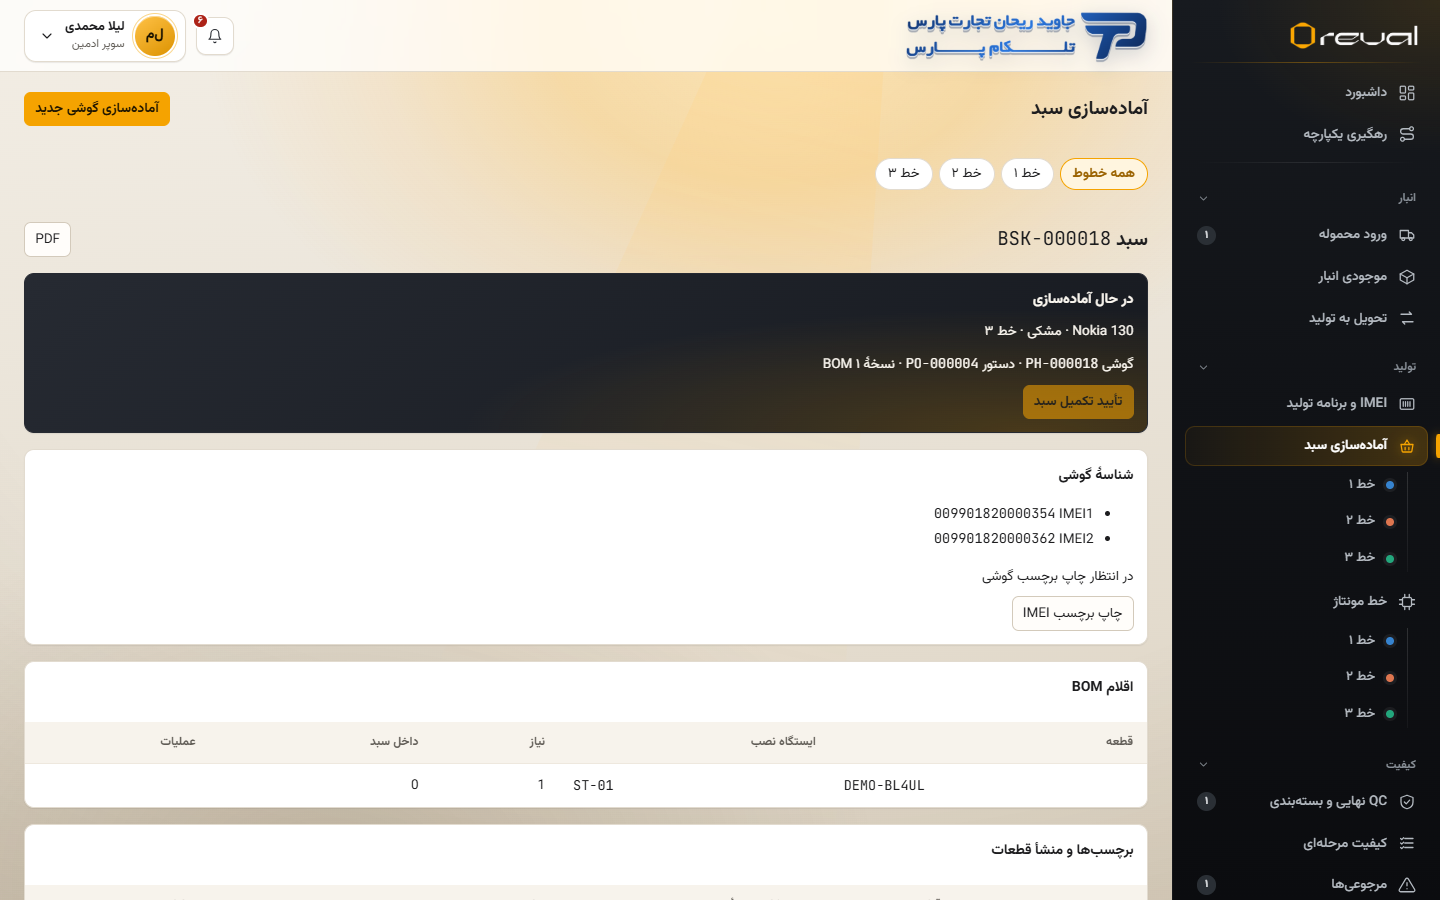 جاوید ریحان تجارت پارس
تلکام پارس
۶
لیلا محمدی
سوپر ادمین
ل‌م
reval
داشبورد
رهگیری یکپارچه
انبار
ورود محموله
۱
موجودی انبار
تحویل به تولید
تولید
IMEI و برنامه تولید
آماده‌سازی سبد
خط ۱
خط ۲
خط ۳
خط مونتاژ
خط ۱
خط ۲
خط ۳
کیفیت
QC نهایی و بسته‌بندی
۱
کیفیت مرحله‌ای
مرجوعی‌ها
۱
آماده‌سازی سبد
آماده‌سازی گوشی جدید
همه خطوط
خط ۱
خط ۲
خط ۳
سبد BSK-000018
PDF
در حال آماده‌سازی
Nokia 130 · مشکی · خط ۳
گوشی PH-000018 · دستور PO-000004 · نسخهٔ ۱ BOM
تأیید تکمیل سبد
شناسهٔ گوشی
IMEI1 009901820000354
IMEI2 009901820000362
در انتظار چاپ برچسب گوشی
چاپ برچسب IMEI
اقلام BOM
قطعه ایستگاه نصب نیاز داخل سبد عملیات
DEMO-BL4UL ST-01 1 0
برچسب‌ها و منشأ قطعات